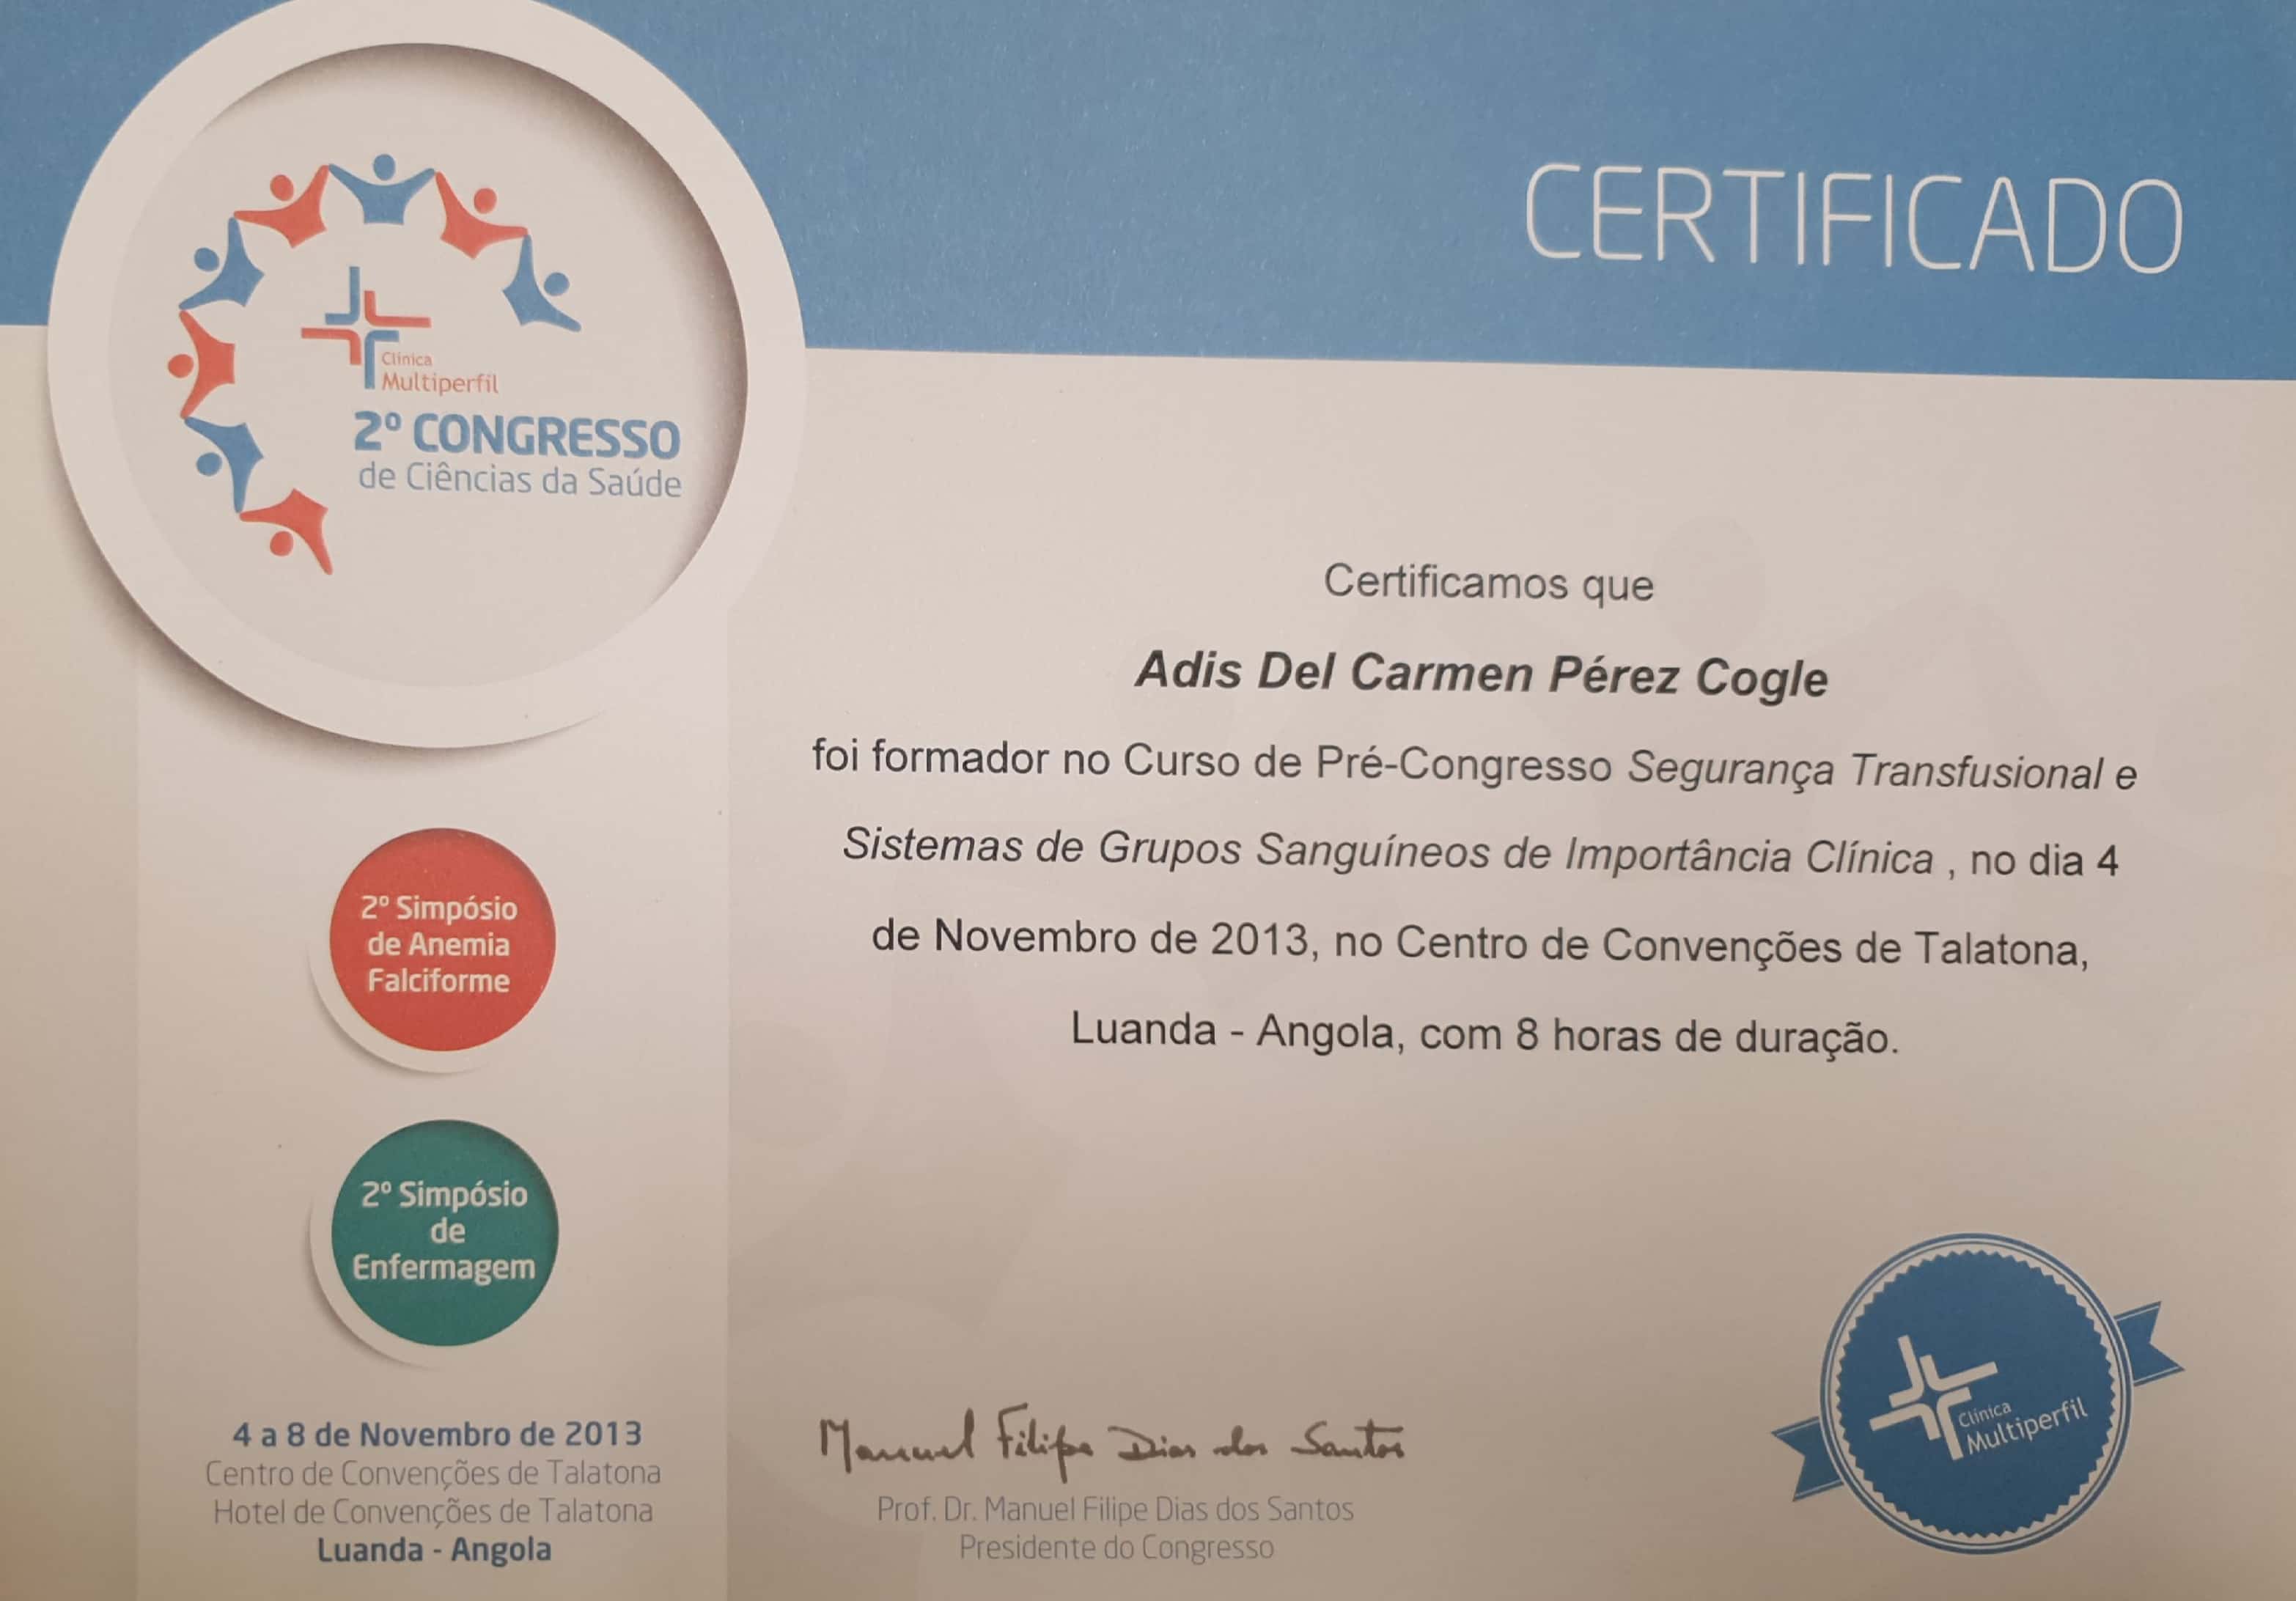 CERTIFICADO
Clínica
Multiperfil
2º CONGRESSO
de Ciências da Saúde
Certificamos que
Adis Del Carmen Pérez Cogle
foi formador no Curso de Pré-Congresso Segurança Transfusional e
Sistemas de Grupos Sanguíneos de Importância Clínica , no dia 4
de Novembro de 2013, no Centro de Convenções de Talatona,
Luanda - Angola, com 8 horas de duração.
2º Simpósio
de Anemia
Falciforme
2º Simpósio
de
Enfermagem
4 a 8 de Novembro de 2013
Centro de Convenções de Talatona
Hotel de Convenções de Talatona
Luanda - Angola
Manuel Filipe Dias dos Santos
Prof. Dr. Manuel Filipe Dias dos Santos
Presidente do Congresso
Clínica
Multiperfil